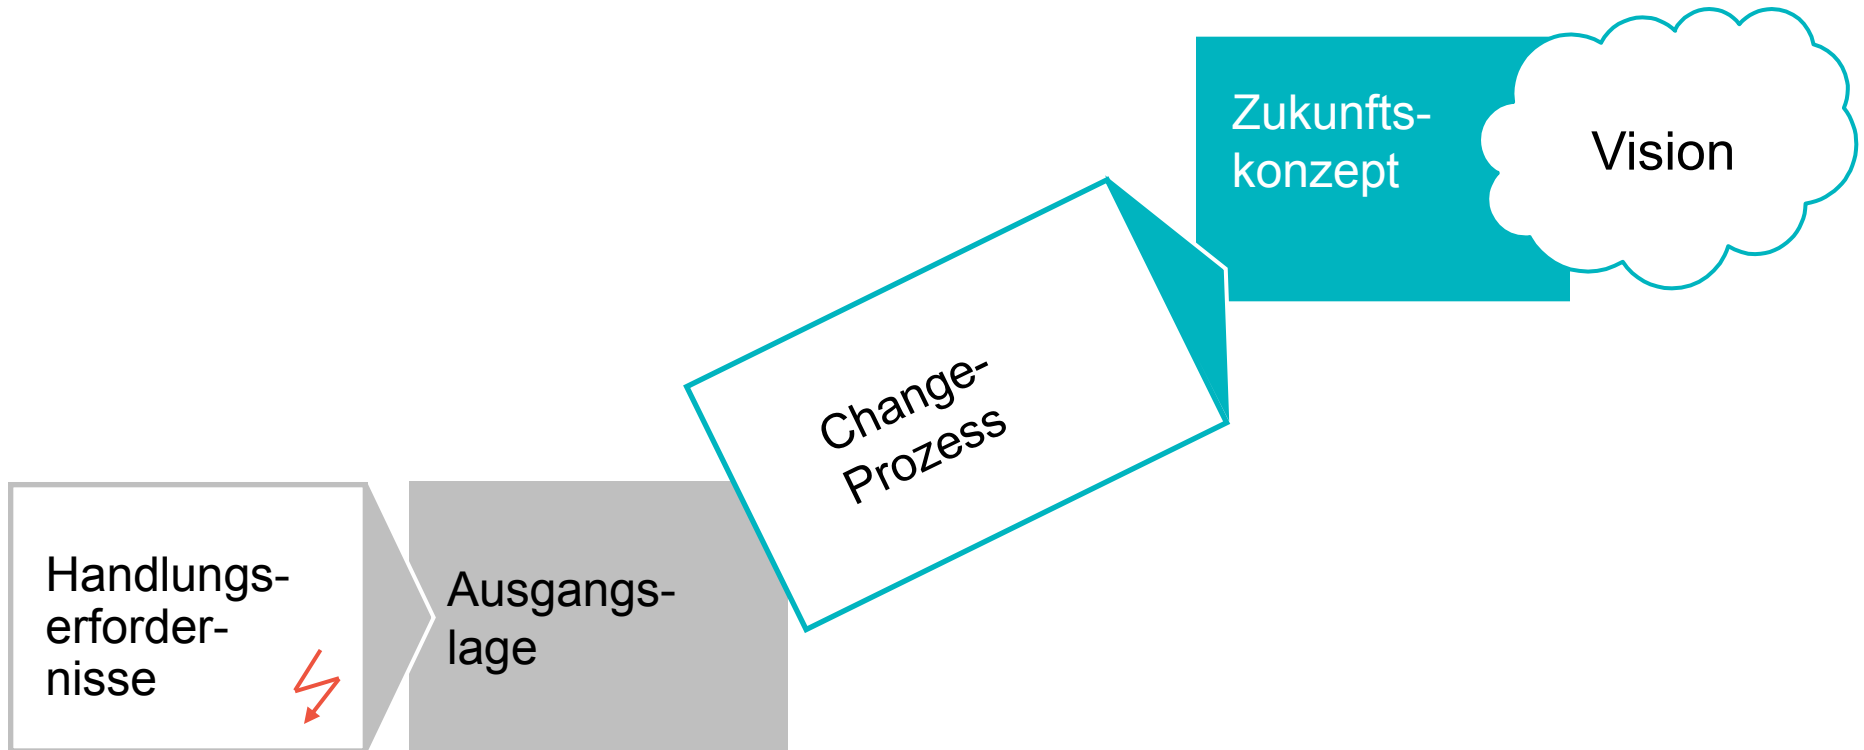 Handlungs-
erforder-
nisse
Ausgangs-
lage
Change-
Prozess
Zukunfts-
konzept
Vision